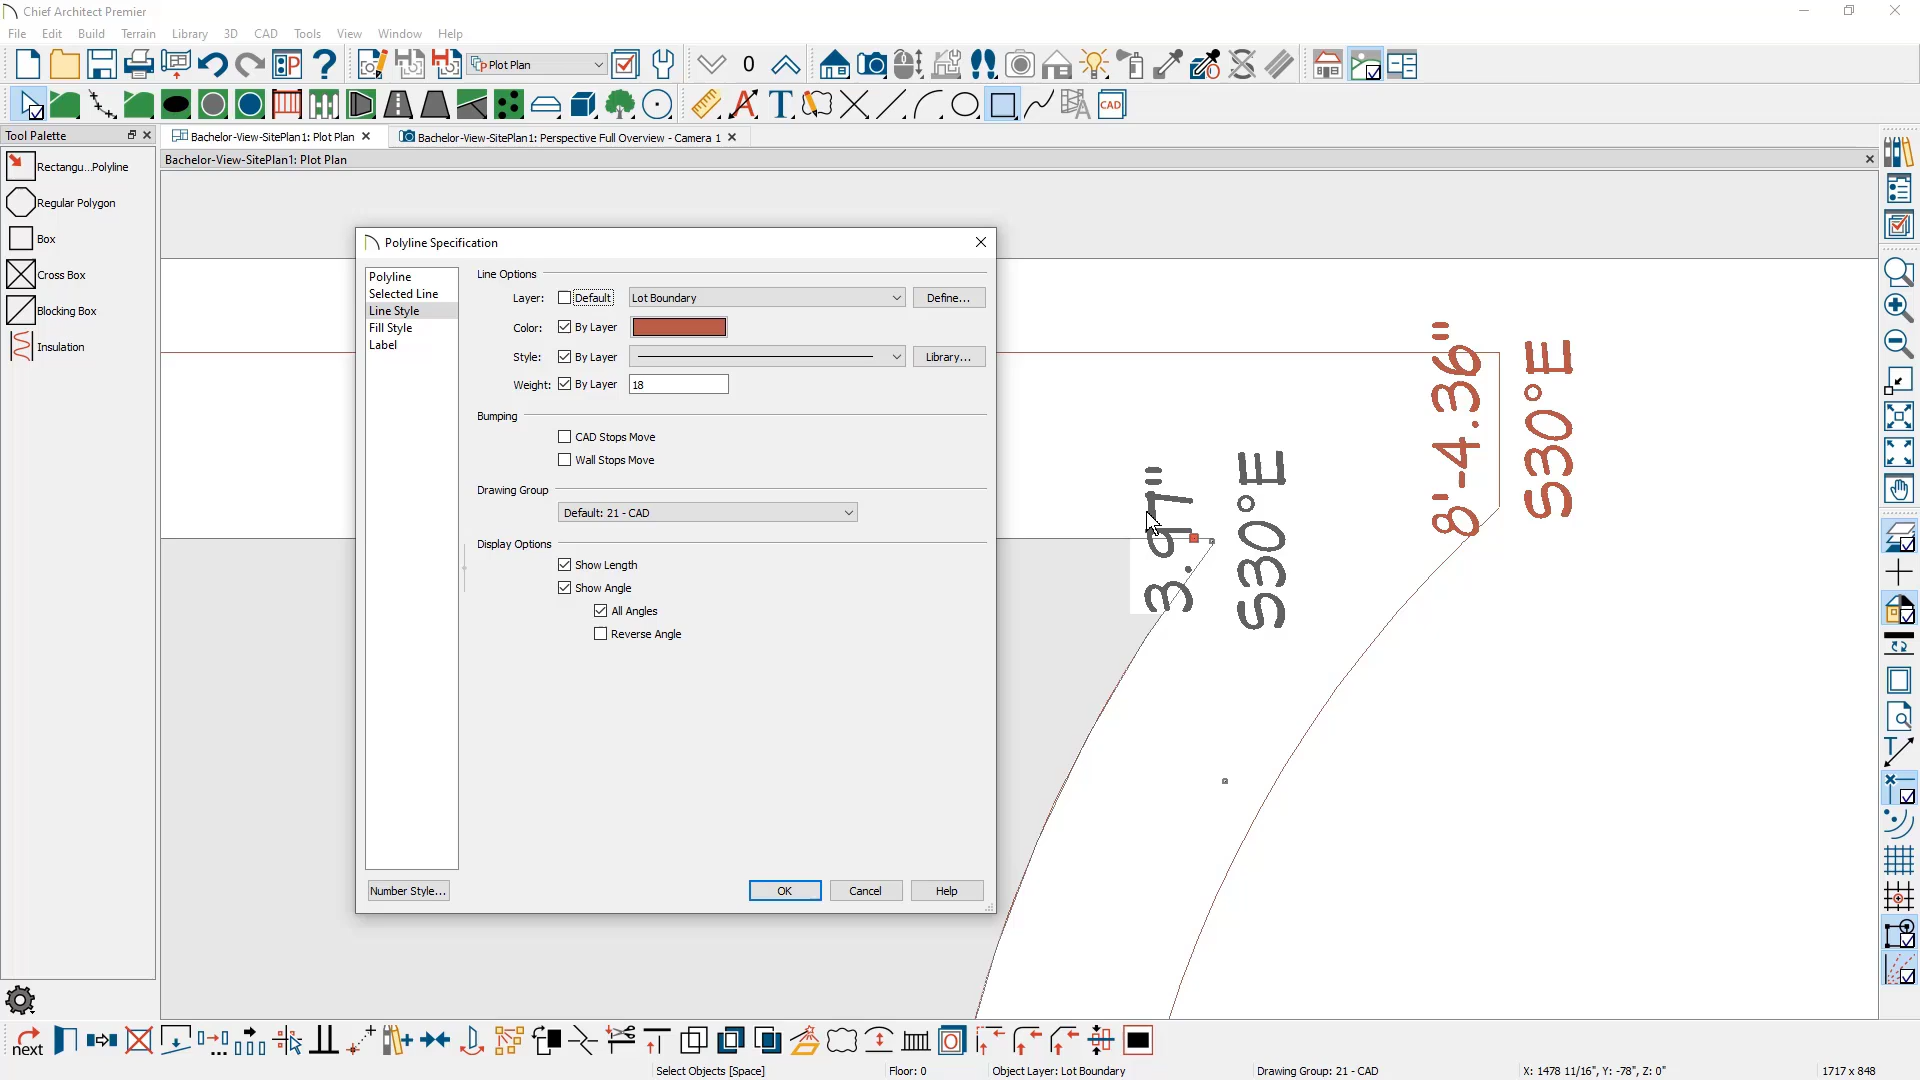 Chief Architect Premier
File Edit Build Terrain Library 3D CAD Tools View Window Help
Plot Plan
0
CAD
Tool Palette
Bachelor-View-SitePlan1: Plot Plan
Bachelor-View-SitePlan1: Perspective Full Overview - Camera 1
Bachelor-View-SitePlan1: Plot Plan
Rectangu...Polyline
Regular Polygon
Box
Cross Box
Blocking Box
Insulation
Polyline Specification
Polyline
Selected Line
Line Style
Fill Style
Label
Line Options
Layer: Default Lot Boundary Define...
Color: By Layer
Style: By Layer Library...
Weight: By Layer 18
Bumping
CAD Stops Move
Wall Stops Move
Drawing Group
Default: 21 - CAD
Display Options
Show Length
Show Angle
All Angles
Reverse Angle
Number Style...
OK Cancel Help
3.97"
S30°E
8'-4.36"
S30°E
next
Select Objects [Space] Floor: 0 Object Layer: Lot Boundary Drawing Group: 21 - CAD X: 1478 11/16", Y: -78", Z: 0" 1717 x 848